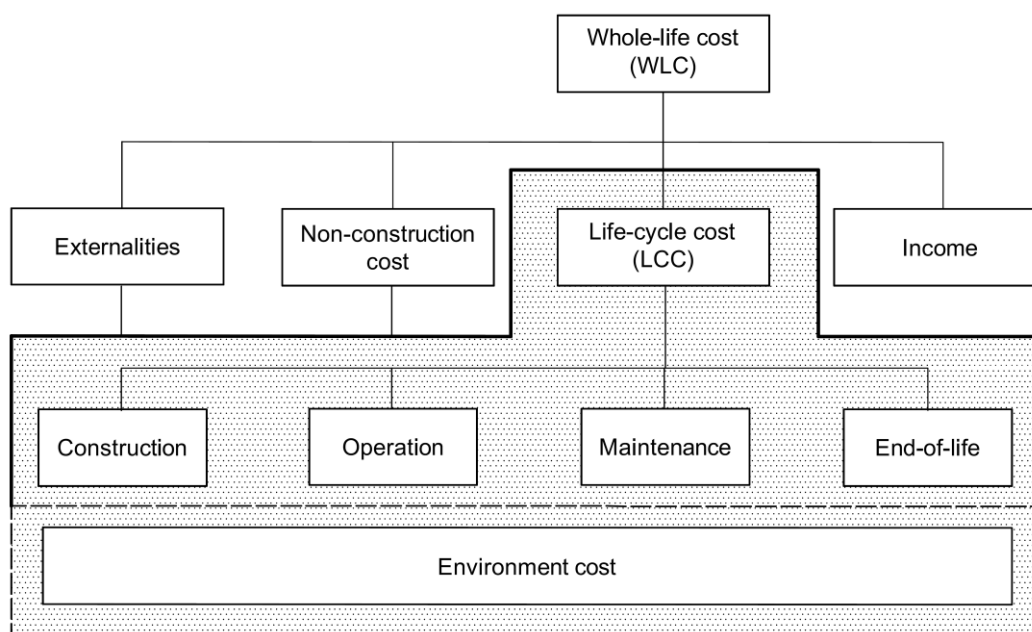 Whole-life cost
(WLC)
Externalities
Non-construction
cost
Life-cycle cost
(LCC)
Income
Construction
Operation
Maintenance
End-of-life
Environment cost